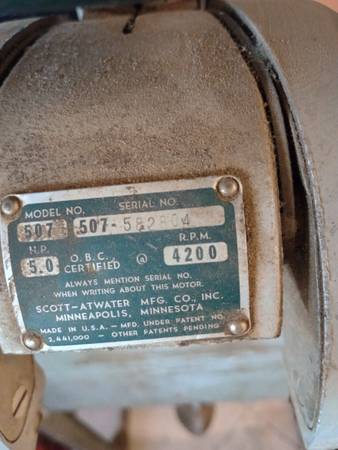 MODEL NO. SERIAL NO.
507 507-582804
H.P. R.P.M.
5.0 O.B.C. CERTIFIED @ 4200
ALWAYS MENTION SERIAL NO.
WHEN WRITING ABOUT THIS MOTOR.
SCOTT-ATWATER MFG. CO., INC.
MINNEAPOLIS, MINNESOTA
MADE IN U.S.A. – MFD. UNDER PATENT NO.
2,441,000 – OTHER PATENTS PENDING